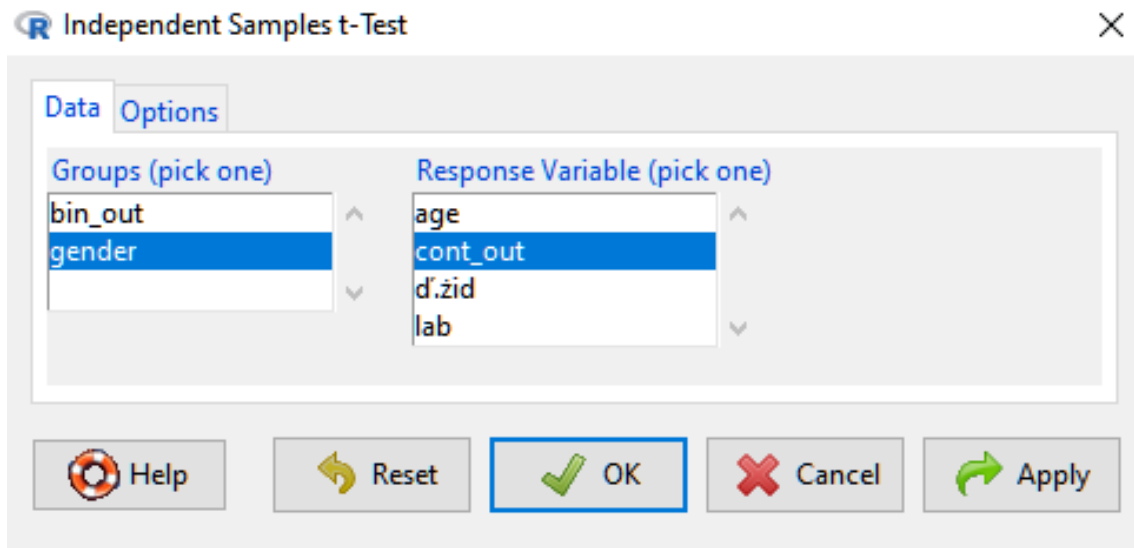 Independent Samples t-Test
Data Options
Groups (pick one) Response Variable (pick one)
bin_out age
gender cont_out
ď.żid
lab
Help Reset OK Cancel Apply